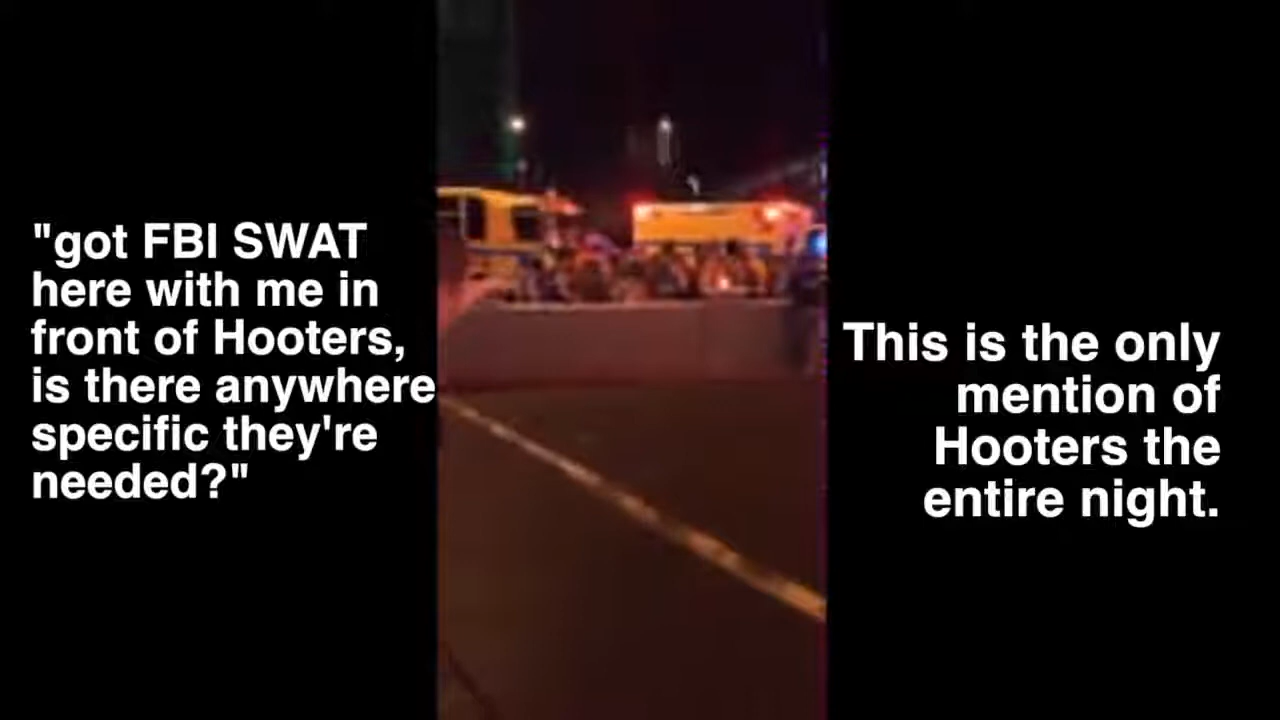 "got FBI SWAT
here with me in
front of Hooters,
is there anywhere
specific they're
needed?"
This is the only
mention of
Hooters the
entire night.